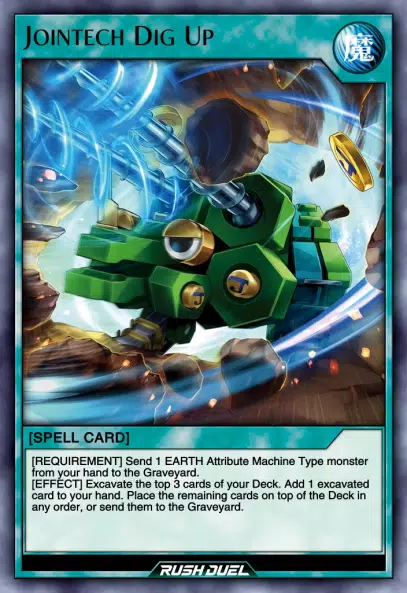 Jointech Dig Up
魔
[SPELL CARD]
[REQUIREMENT] Send 1 EARTH Attribute Machine Type monster
from your hand to the Graveyard.
[EFFECT] Excavate the top 3 cards of your Deck. Add 1 excavated
card to your hand. Place the remaining cards on top of the Deck in
any order, or send them to the Graveyard.
RUSH DUEL